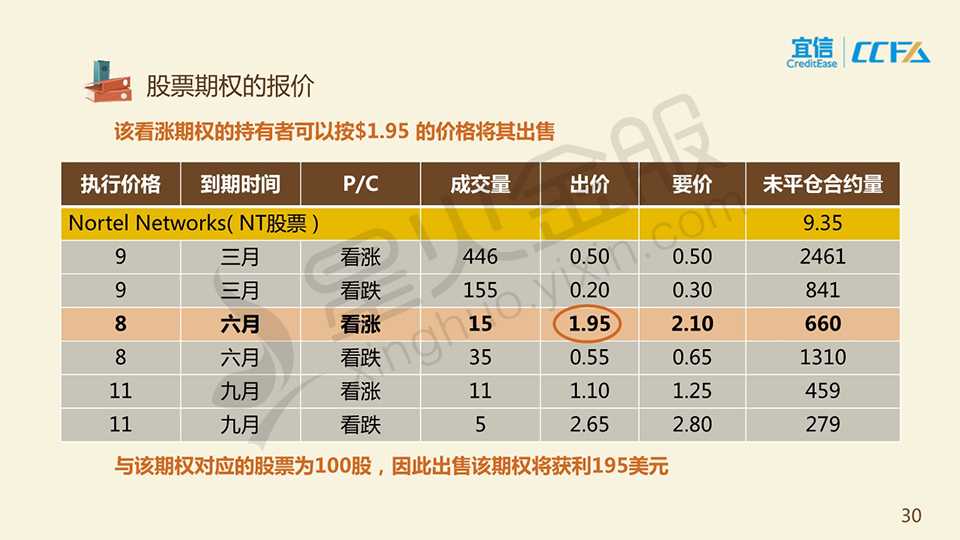 宜信
CreditEase
CCFA
股票期权的报价
该看涨期权的持有者可以按$1.95 的价格将其出售
执行价格 到期时间 P/C 成交量 出价 要价 未平仓合约量
Nortel Networks( NT股票 ) 9.35
9 三月 看涨 446 0.50 0.50 2461
9 三月 看跌 155 0.20 0.30 841
8 六月 看涨 15 1.95 2.10 660
8 六月 看跌 35 0.55 0.65 1310
11 九月 看涨 11 1.10 1.25 459
11 九月 看跌 5 2.65 2.80 279
星火金服
xinghuo.yixin.com
与该期权对应的股票为100股，因此出售该期权将获利195美元
30